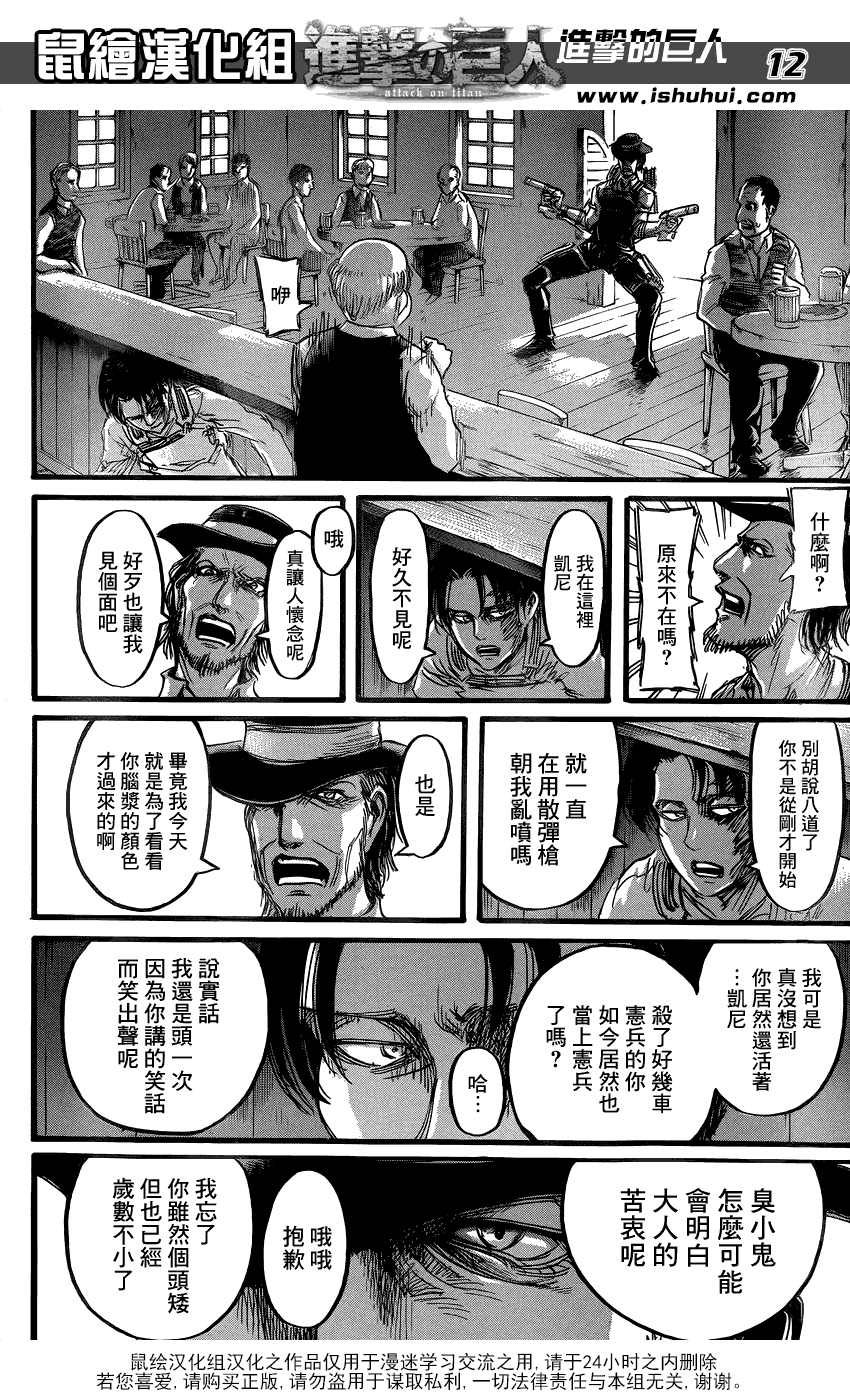 鼠繪漢化組
進撃の巨人
attack on titan
進擊的巨人
12
www.ishuhui.com
咿
什麼啊?
原來不在嗎?
我在這裡
凱尼
好久不見呢
哦
真讓人懷念呢
好歹也讓我
見個面吧
別胡說八道了
你不是從剛才開始
就一直
在用散彈槍
朝我亂噴嗎
也是
畢竟我今天
就是為了看看
你腦漿的顏色
才過來的啊
我可是
真沒想到
你居然還活著
…凱尼
殺了好幾車
憲兵的你
如今居然也
當上憲兵
了嗎?
哈…
說實話
我還是頭一次
因為你講的笑話
而笑出聲呢
臭小鬼
怎麼可能
會明白
大人的
苦衷呢
哦哦
抱歉
我忘了
你雖然個頭矮
但也已經
歲數不小了
鼠绘汉化组汉化之作品仅用于漫迷学习交流之用, 请于24小时之内删除
若您喜爱, 请购买正版, 请勿盗用于谋取私利, 一切法律责任与本组无关, 谢谢。